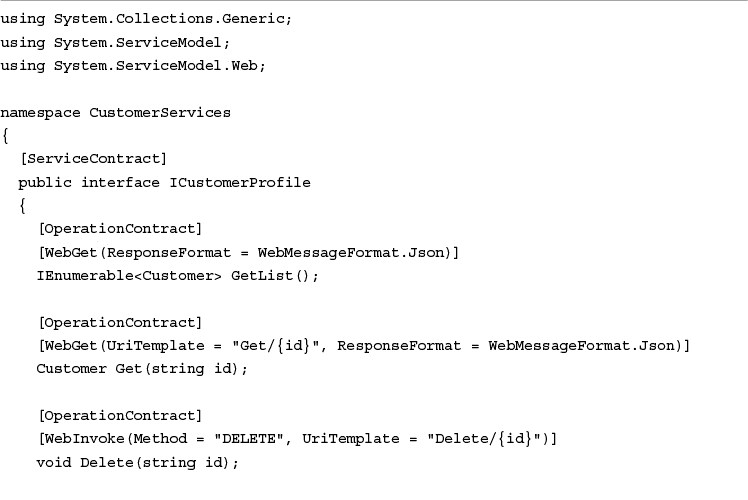 using System.Collections.Generic;
using System.ServiceModel;
using System.ServiceModel.Web;
namespace CustomerServices
{
[ServiceContract]
public interface ICustomerProfile
{
[OperationContract]
[WebGet(ResponseFormat = WebMessageFormat.Json)]
IEnumerable<Customer> GetList();
[OperationContract]
[WebGet(UriTemplate = "Get/{id}", ResponseFormat = WebMessageFormat.Json)]
Customer Get(string id);
[OperationContract]
[WebInvoke(Method = "DELETE", UriTemplate = "Delete/{id}")]
void Delete(string id);